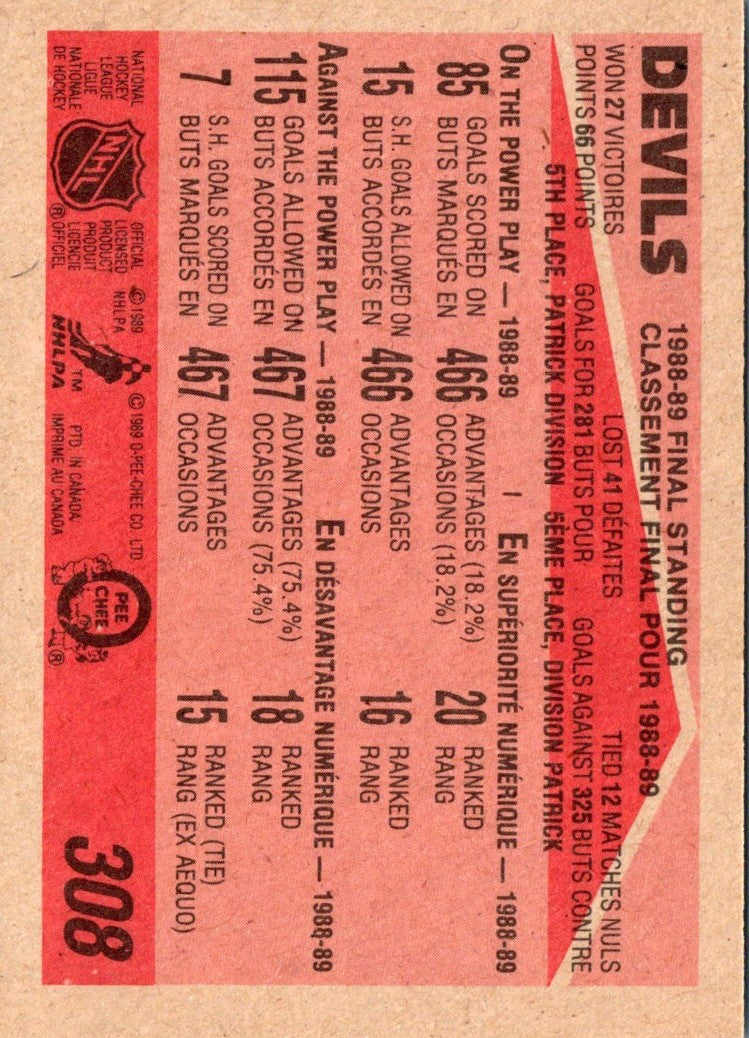 DEVILS
1988-89 FINAL STANDING
CLASSEMENT FINAL POUR 1988-89
WON 27 VICTOIRES LOST 41 DÉFAITES TIED 12 MATCHES NULS
POINTS 66 POINTS GOALS FOR 281 BUTS POUR GOALS AGAINST 325 BUTS CONTRE
5TH PLACE, PATRICK DIVISION 5ÈME PLACE, DIVISION PATRICK
ON THE POWER PLAY — 1988-89 EN SUPÉRIORITÉ NUMÉRIQUE — 1988-89
85 GOALS SCORED ON 466 ADVANTAGES (18.2%) 20 RANKED
BUTS MARQUÉS EN OCCASIONS (18.2%) RANG
15 S.H. GOALS ALLOWED ON 466 ADVANTAGES 16 RANKED
BUTS ACCORDÉS EN OCCASIONS RANG
AGAINST THE POWER PLAY — 1988-89 EN DÉSAVANTAGE NUMÉRIQUE — 1988-89
115 GOALS ALLOWED ON 467 ADVANTAGES (75.4%) 18 RANKED
BUTS ACCORDÉS EN OCCASIONS (75.4%) RANG
7 S.H. GOALS SCORED ON 467 ADVANTAGES 15 RANKED (TIE)
BUTS MARQUÉS EN OCCASIONS RANG (EX AEQUO)
NATIONAL
HOCKEY
LEAGUE
LIGUE
NATIONALE
DE HOCKEY
NHL
®
OFFICIAL
LICENSED
PRODUCT
PRODUIT
LICENCIE
OFFICIEL
© 1989
NHLPA
NHLPA
™
© 1989 O-PEE-CHEE CO. LTD
PTD. IN CANADA
IMPRIMÉ AU CANADA
O PEE CHEE
®
308